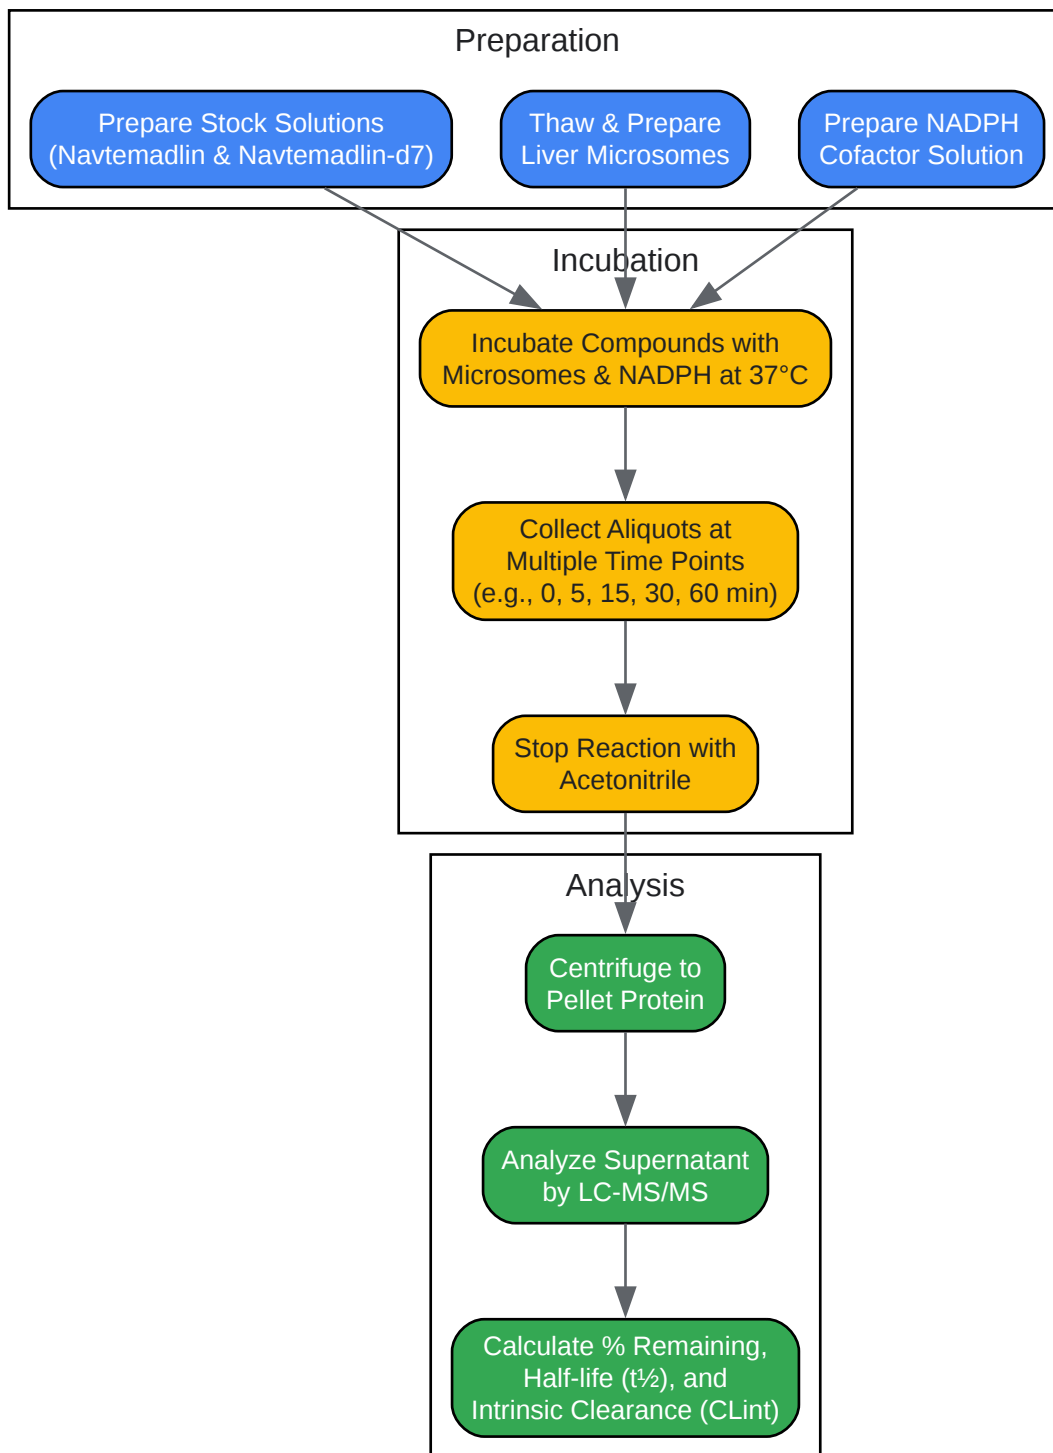 Preparation
Prepare Stock Solutions
(Navtemadlin & Navtemadlin-d7)
Thaw & Prepare
Liver Microsomes
Prepare NADPH
Cofactor Solution
Incubation
Incubate Compounds with
Microsomes & NADPH at 37°C
Collect Aliquots at
Multiple Time Points
(e.g., 0, 5, 15, 30, 60 min)
Stop Reaction with
Acetonitrile
Analysis
Centrifuge to
Pellet Protein
Analyze Supernatant
by LC-MS/MS
Calculate % Remaining,
Half-life (t½), and
Intrinsic Clearance (CLint)